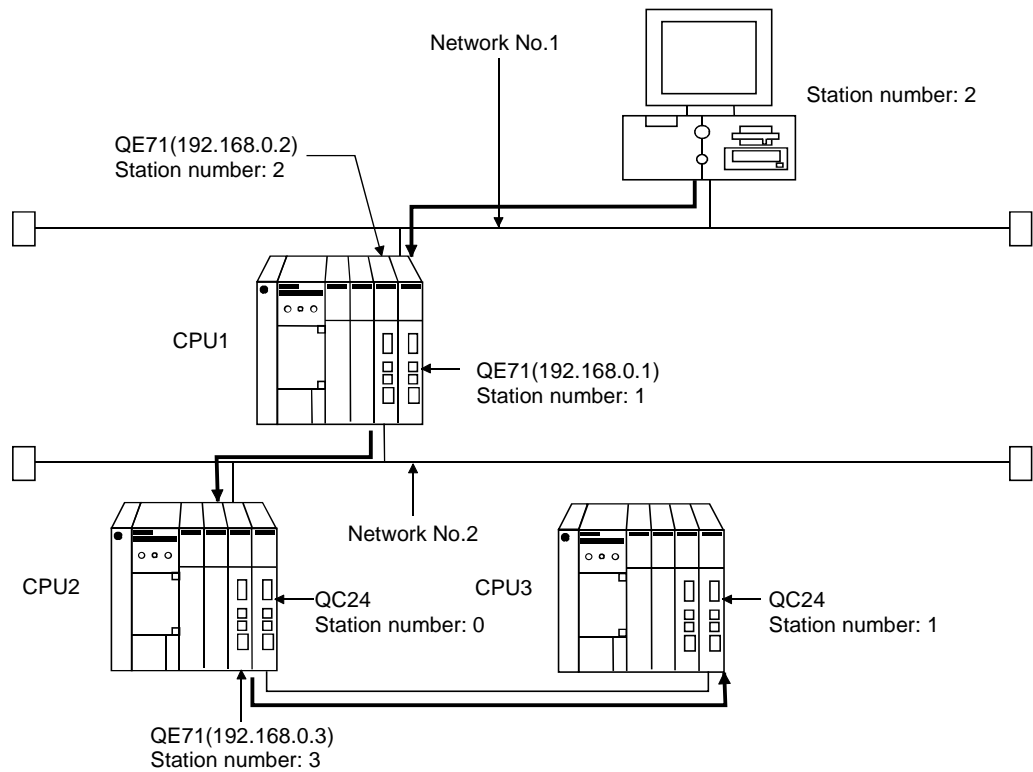 Network No.1
Station number: 2
QE71(192.168.0.2)
Station number: 2
CPU1
QE71(192.168.0.1)
Station number: 1
Network No.2
CPU2
QC24
Station number: 0
CPU3
QC24
Station number: 1
QE71(192.168.0.3)
Station number: 3